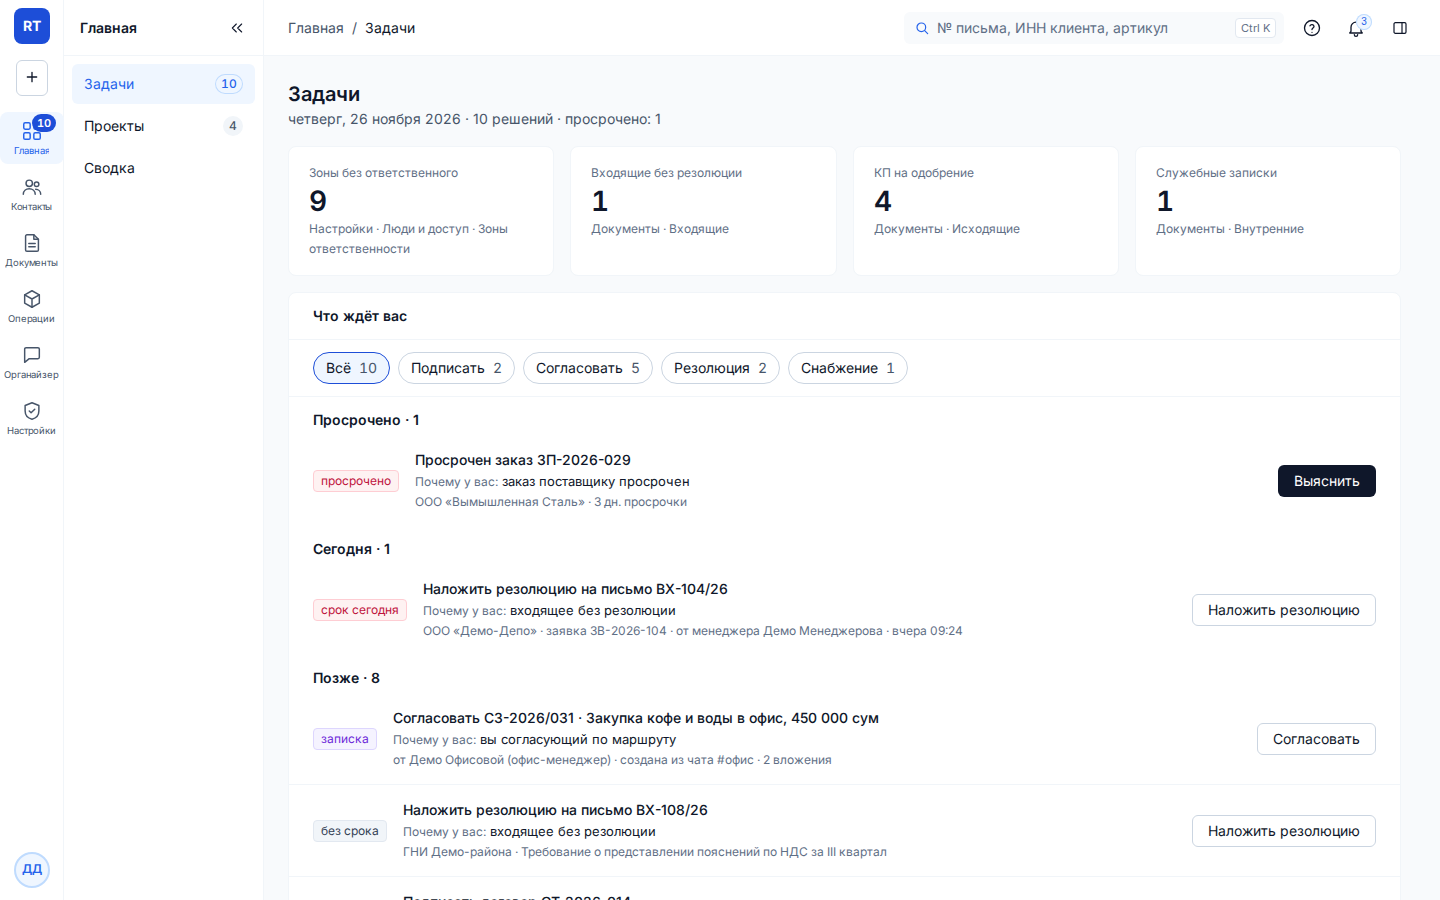 RT
Главная
Главная / Задачи
№ письма, ИНН клиента, артикул
Ctrl K
3
10
Главная
Контакты
Документы
Операции
Органайзер
Настройки
ДД
Задачи 10
Проекты 4
Сводка
Задачи
четверг, 26 ноября 2026 · 10 решений · просрочено: 1
Зоны без ответственного
9
Настройки · Люди и доступ · Зоны
ответственности
Входящие без резолюции
1
Документы · Входящие
КП на одобрение
4
Документы · Исходящие
Служебные записки
1
Документы · Внутренние
Что ждёт вас
Всё 10
Подписать 2
Согласовать 5
Резолюция 2
Снабжение 1
Просрочено · 1
просрочено
Просрочен заказ ЗП-2026-029
Почему у вас: заказ поставщику просрочен
ООО «Вымышленная Сталь» · 3 дн. просрочки
Выяснить
Сегодня · 1
срок сегодня
Наложить резолюцию на письмо ВХ-104/26
Почему у вас: входящее без резолюции
ООО «Демо-Депо» · заявка ЗВ-2026-104 · от менеджера Демо Менеджерова · вчера 09:24
Наложить резолюцию
Позже · 8
записка
Согласовать СЗ-2026/031 · Закупка кофе и воды в офис, 450 000 сум
Почему у вас: вы согласующий по маршруту
от Демо Офисовой (офис-менеджер) · создана из чата #офис · 2 вложения
Согласовать
без срока
Наложить резолюцию на письмо ВХ-108/26
Почему у вас: входящее без резолюции
ГНИ Демо-района · Требование о представлении пояснений по НДС за III квартал
Наложить резолюцию